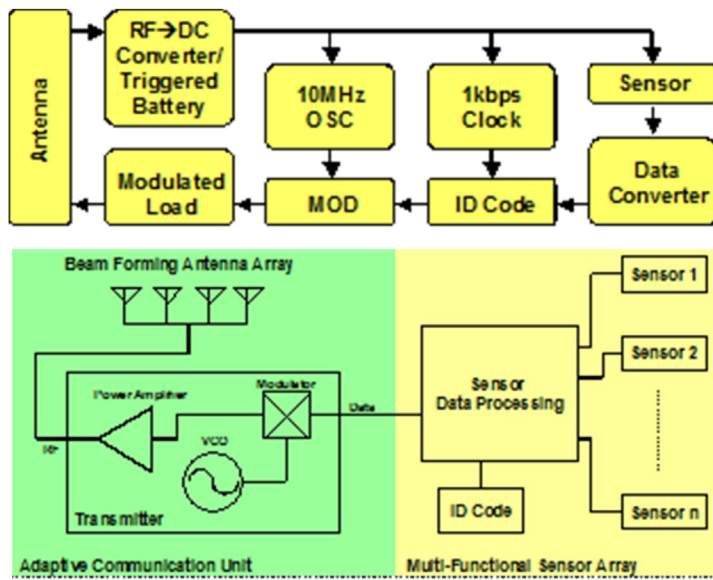 Antenna
RF→DC
Converter/
Triggered
Battery
10MHz
OSC
1kbps
Clock
Sensor
Modulated
Load
MOD
ID Code
Data
Converter
Beam Forming Antenna Array
Power Amplifier
Modulator
VCO
RF
Data
Transmitter
Adaptive Communication Unit
Sensor
Data Processing
ID Code
Sensor 1
Sensor 2
Sensor n
Multi-Functional Sensor Array